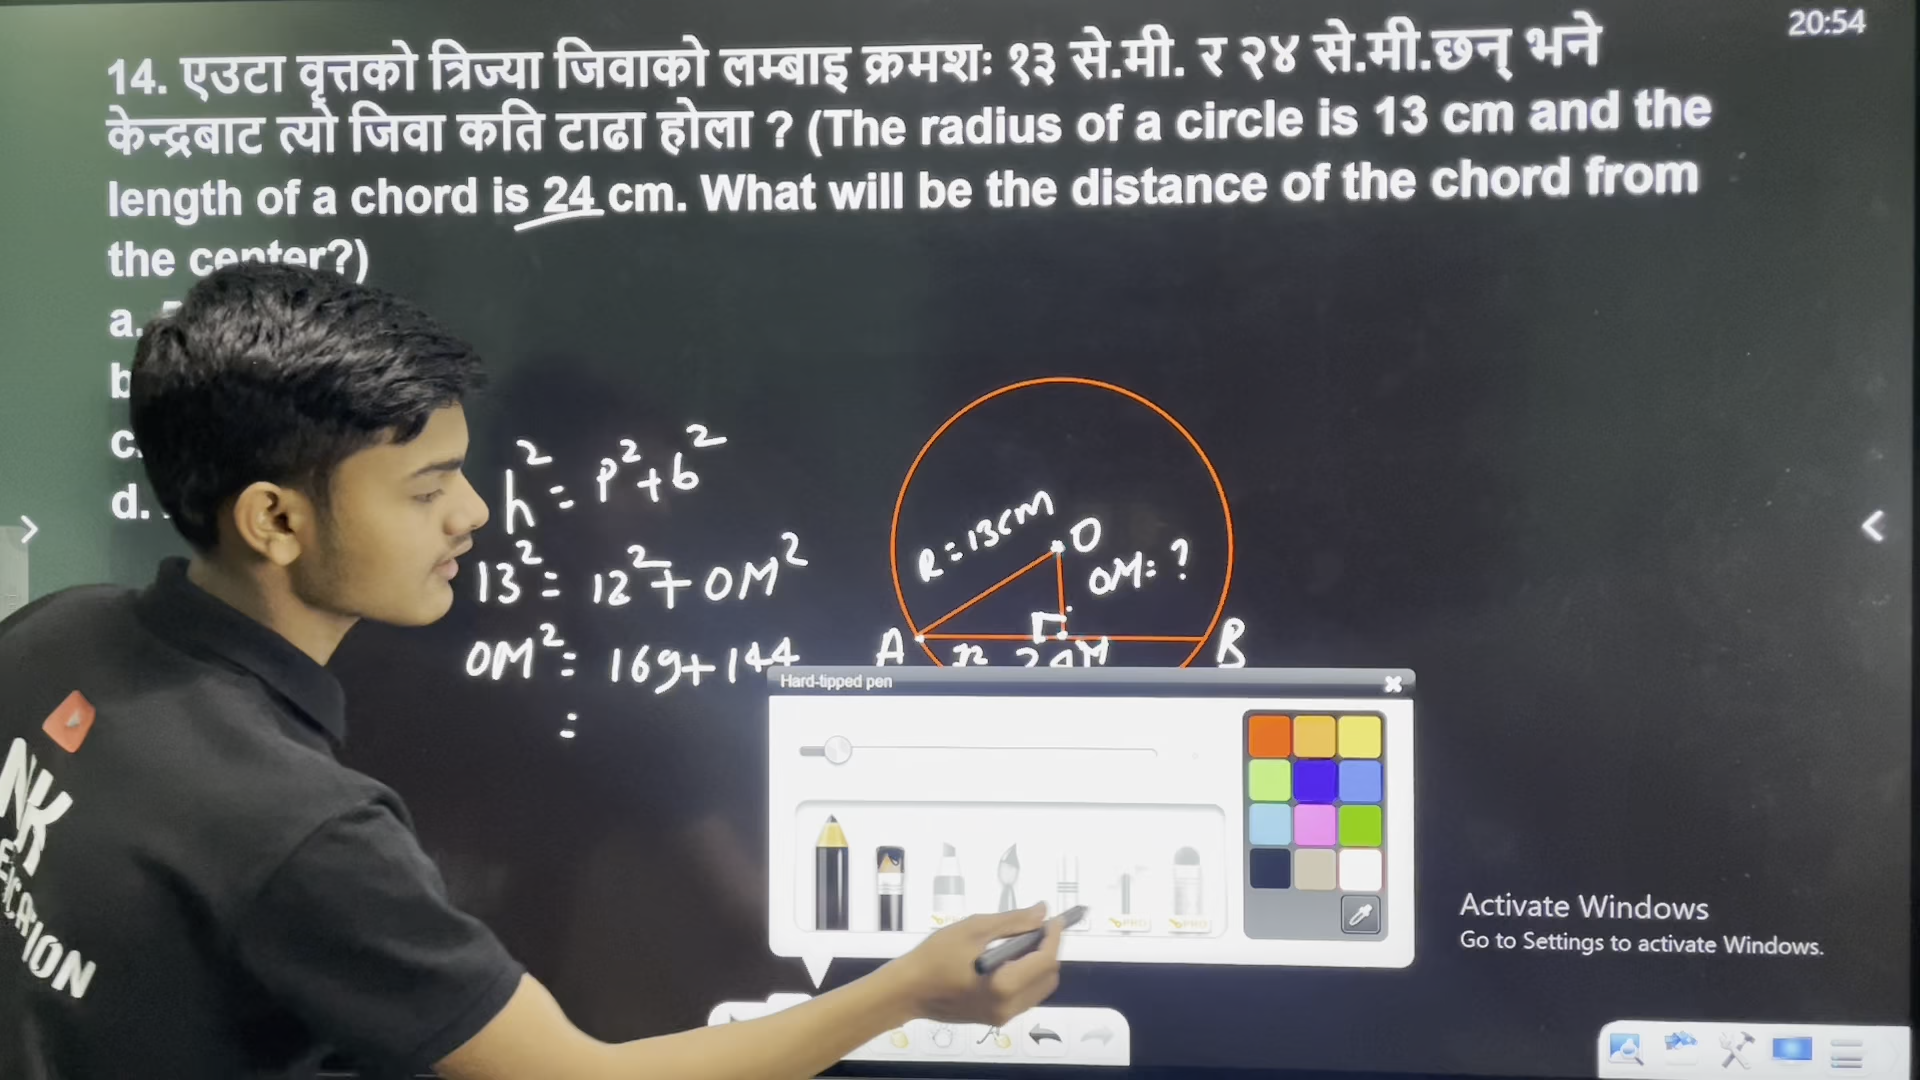 20:54
14. एउटा वृत्तको त्रिज्या जिवाको लम्बाइ क्रमशः १३ से.मी. र २४ से.मी.छन् भने
केन्द्रबाट त्यो जिवा कति टाढा होला ? (The radius of a circle is 13 cm and the
length of a chord is 24 cm. What will be the distance of the chord from
the center?)
a.
b
c.
d.
h² = P² + b²
13² = 12² + OM²
OM² = 169 + 144
=
R = 13cm
O
OM = ?
A
M
B
Hard-tipped pen
PRO
PRO
NK
Activate Windows
Go to Settings to activate Windows.